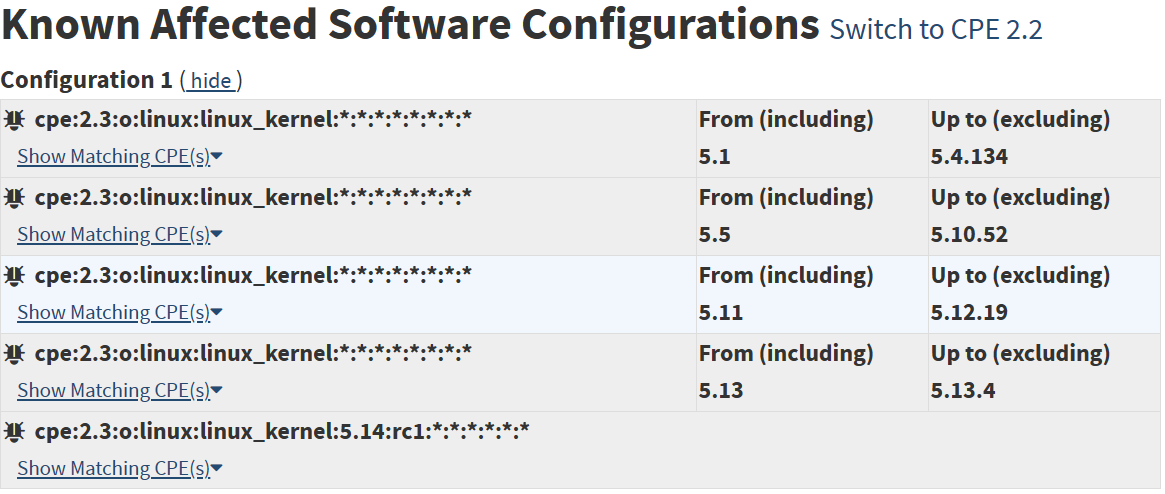 Known Affected Software Configurations Switch to CPE 2.2
Configuration 1 ( hide )
cpe:2.3:o:linux:linux_kernel:*:*:*:*:*:*:*:* From (including) Up to (excluding)
Show Matching CPE(s) 5.1 5.4.134
cpe:2.3:o:linux:linux_kernel:*:*:*:*:*:*:*:* From (including) Up to (excluding)
Show Matching CPE(s) 5.5 5.10.52
cpe:2.3:o:linux:linux_kernel:*:*:*:*:*:*:*:* From (including) Up to (excluding)
Show Matching CPE(s) 5.11 5.12.19
cpe:2.3:o:linux:linux_kernel:*:*:*:*:*:*:*:* From (including) Up to (excluding)
Show Matching CPE(s) 5.13 5.13.4
cpe:2.3:o:linux:linux_kernel:5.14:rc1:*:*:*:*:*:*
Show Matching CPE(s)